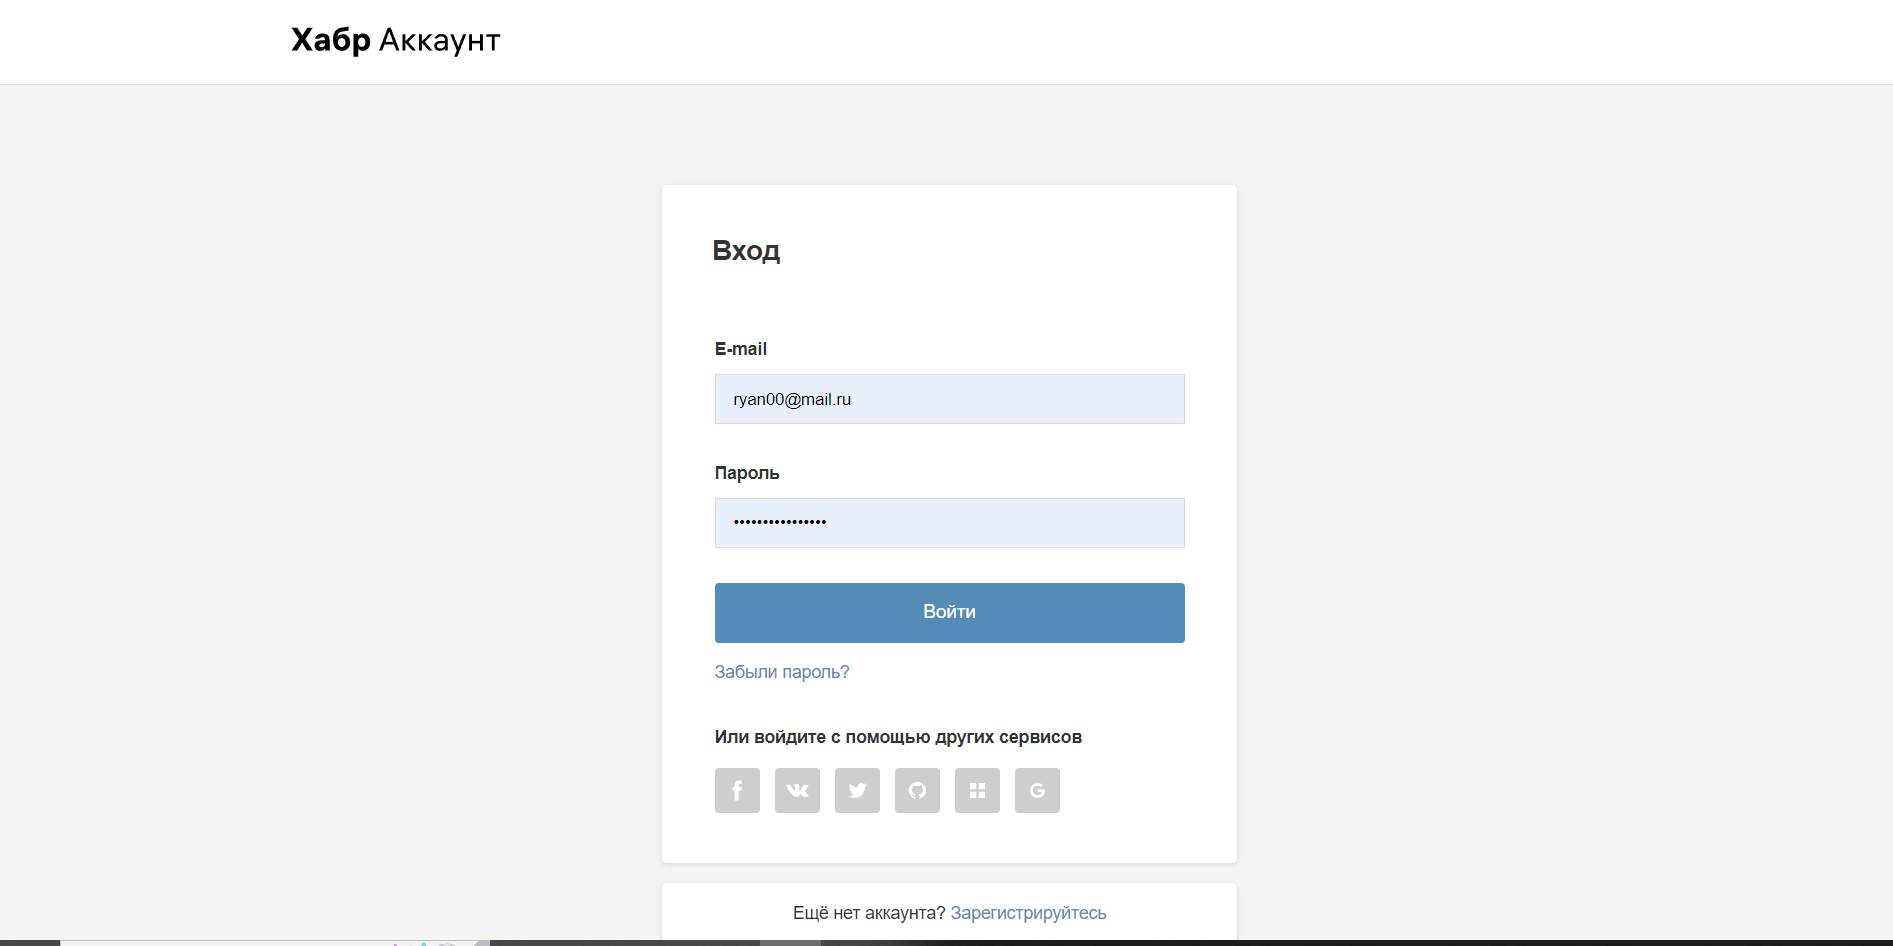 Хабр Аккаунт
Вход
E-mail
ryan00@mail.ru
Пароль
••••••••••••••••
Войти
Забыли пароль?
Или войдите с помощью других сервисов
Ещё нет аккаунта? Зарегистрируйтесь